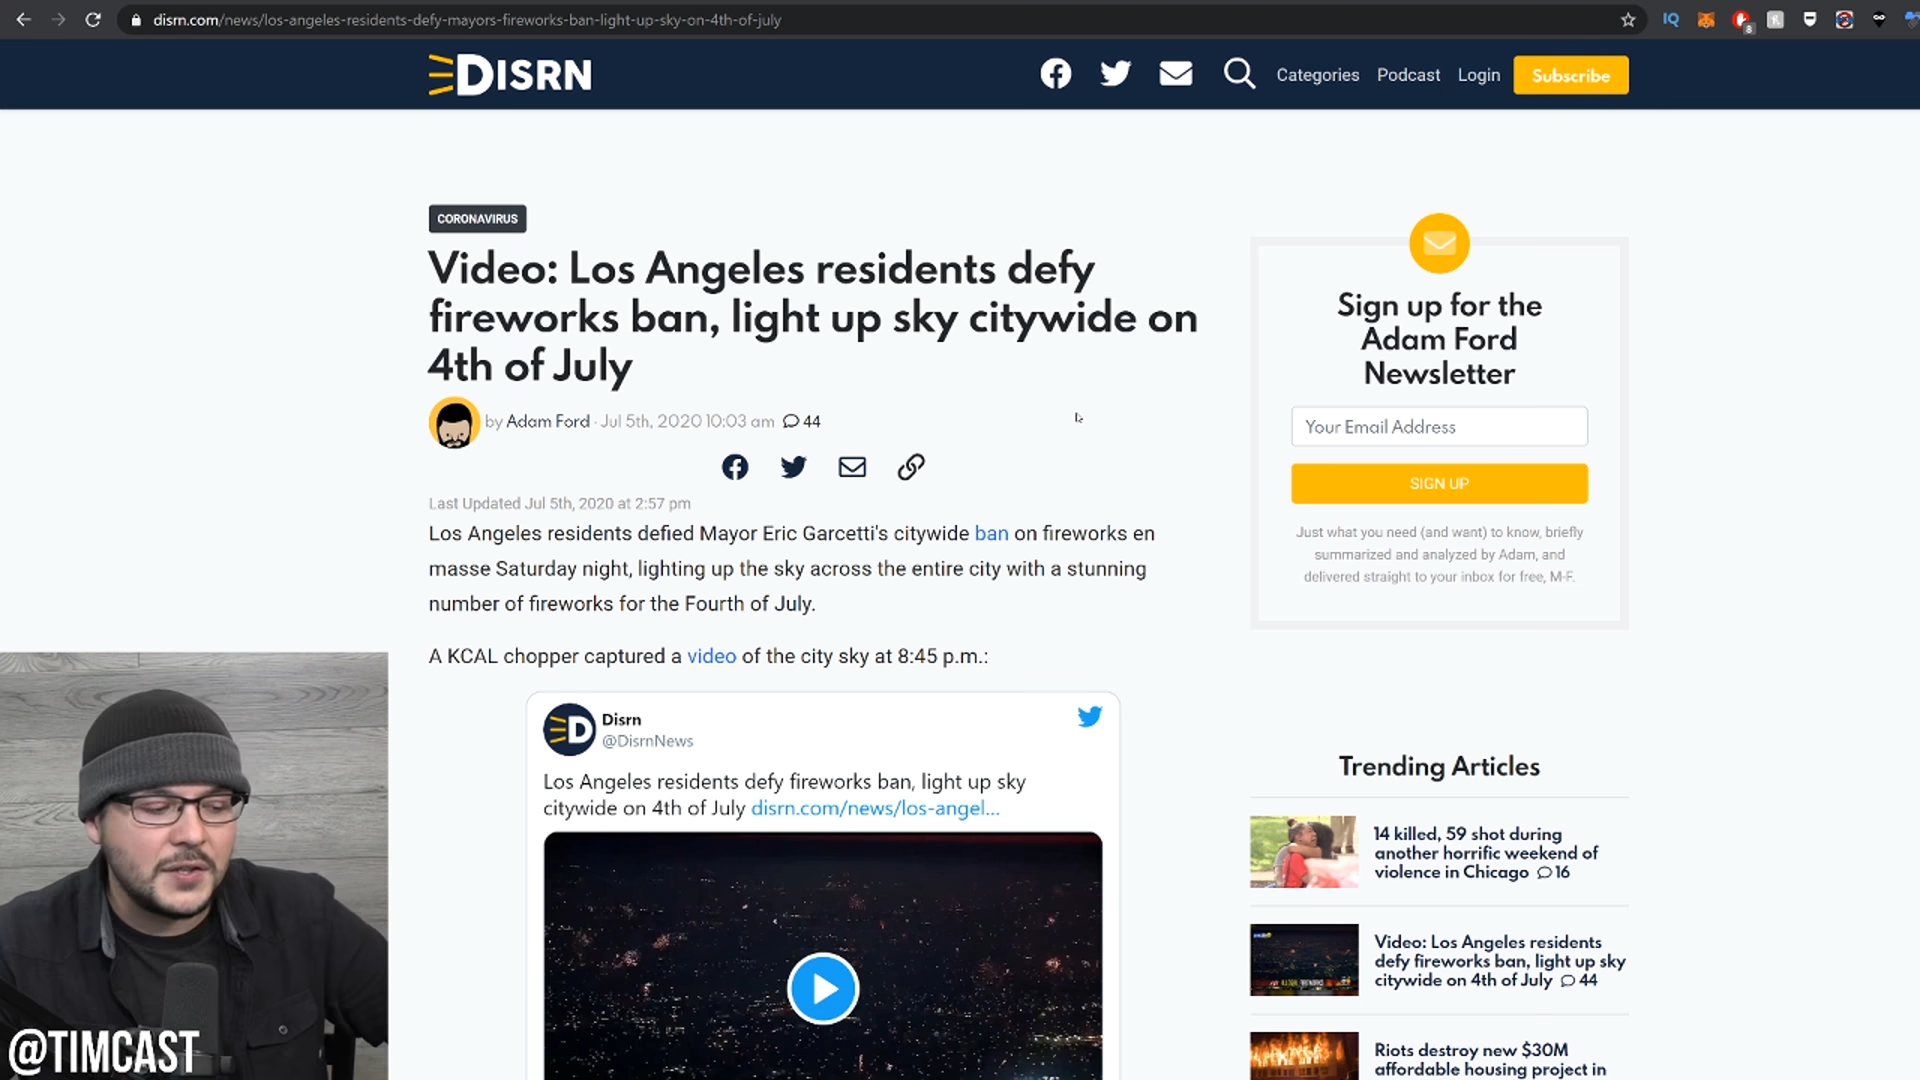 disrn.com/news/los-angeles-residents-defy-mayors-fireworks-ban-light-up-sky-on-4th-of-july
IQ
8
DISRN
Categories
Podcast
Login
Subscribe
CORONAVIRUS
Video: Los Angeles residents defy
fireworks ban, light up sky citywide on
4th of July
by Adam Ford · Jul 5th, 2020 10:03 am 44
Last Updated Jul 5th, 2020 at 2:57 pm
Los Angeles residents defied Mayor Eric Garcetti's citywide ban on fireworks en
masse Saturday night, lighting up the sky across the entire city with a stunning
number of fireworks for the Fourth of July.
A KCAL chopper captured a video of the city sky at 8:45 p.m.:
D
Disrn
@DisrnNews
Los Angeles residents defy fireworks ban, light up sky
citywide on 4th of July disrn.com/news/los-angel...
Sign up for the
Adam Ford
Newsletter
Your Email Address
SIGN UP
Just what you need (and want) to know, briefly
summarized and analyzed by Adam, and
delivered straight to your inbox for free, M-F.
Trending Articles
14 killed, 59 shot during
another horrific weekend of
violence in Chicago 16
Video: Los Angeles residents
defy fireworks ban, light up sky
citywide on 4th of July 44
Riots destroy new $30M
affordable housing project in
@TIMCAST